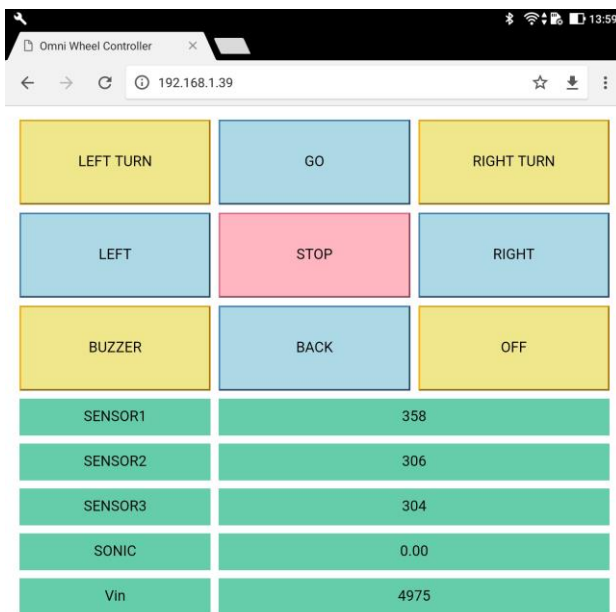 13:59
Omni Wheel Controller
192.168.1.39
LEFT TURN GO RIGHT TURN
LEFT STOP RIGHT
BUZZER BACK OFF
SENSOR1 358
SENSOR2 306
SENSOR3 304
SONIC 0.00
Vin 4975